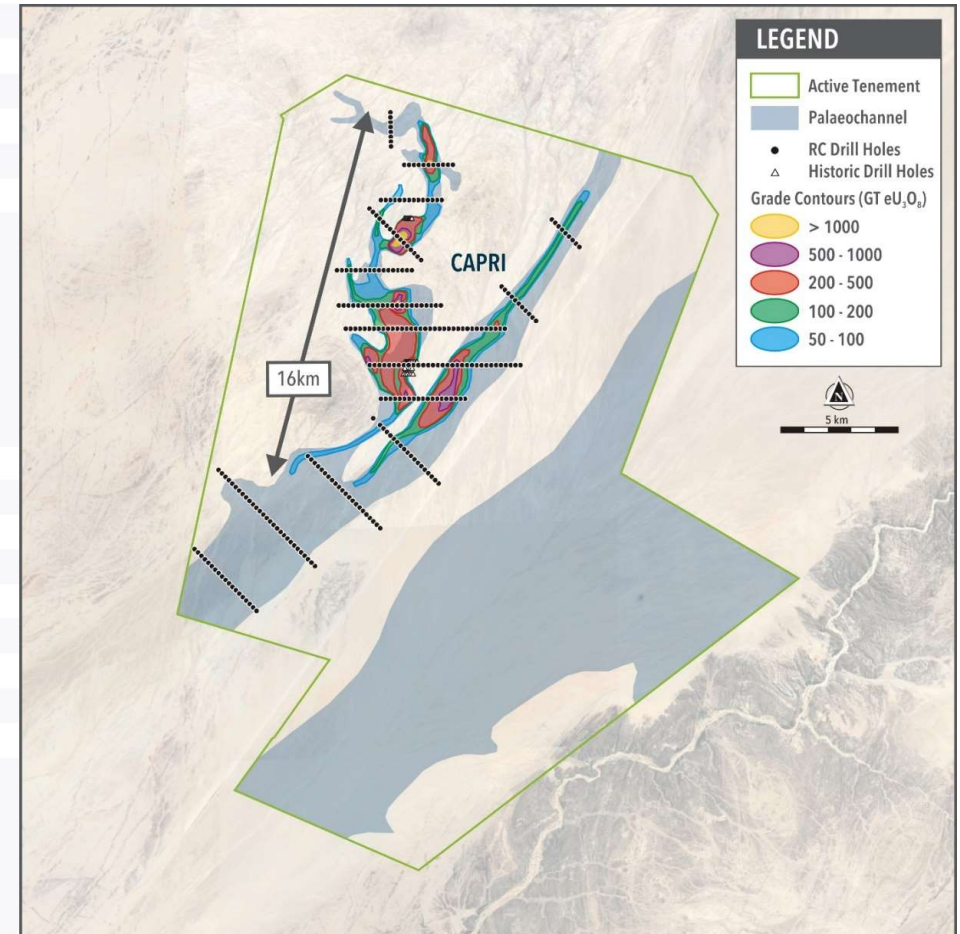 LEGEND
Active Tenement
Palaeochannel
RC Drill Holes
Historic Drill Holes
Grade Contours (GT eU₃O₈)
> 1000
500 - 1000
200 - 500
100 - 200
50 - 100
N
5 km
CAPRI
16km